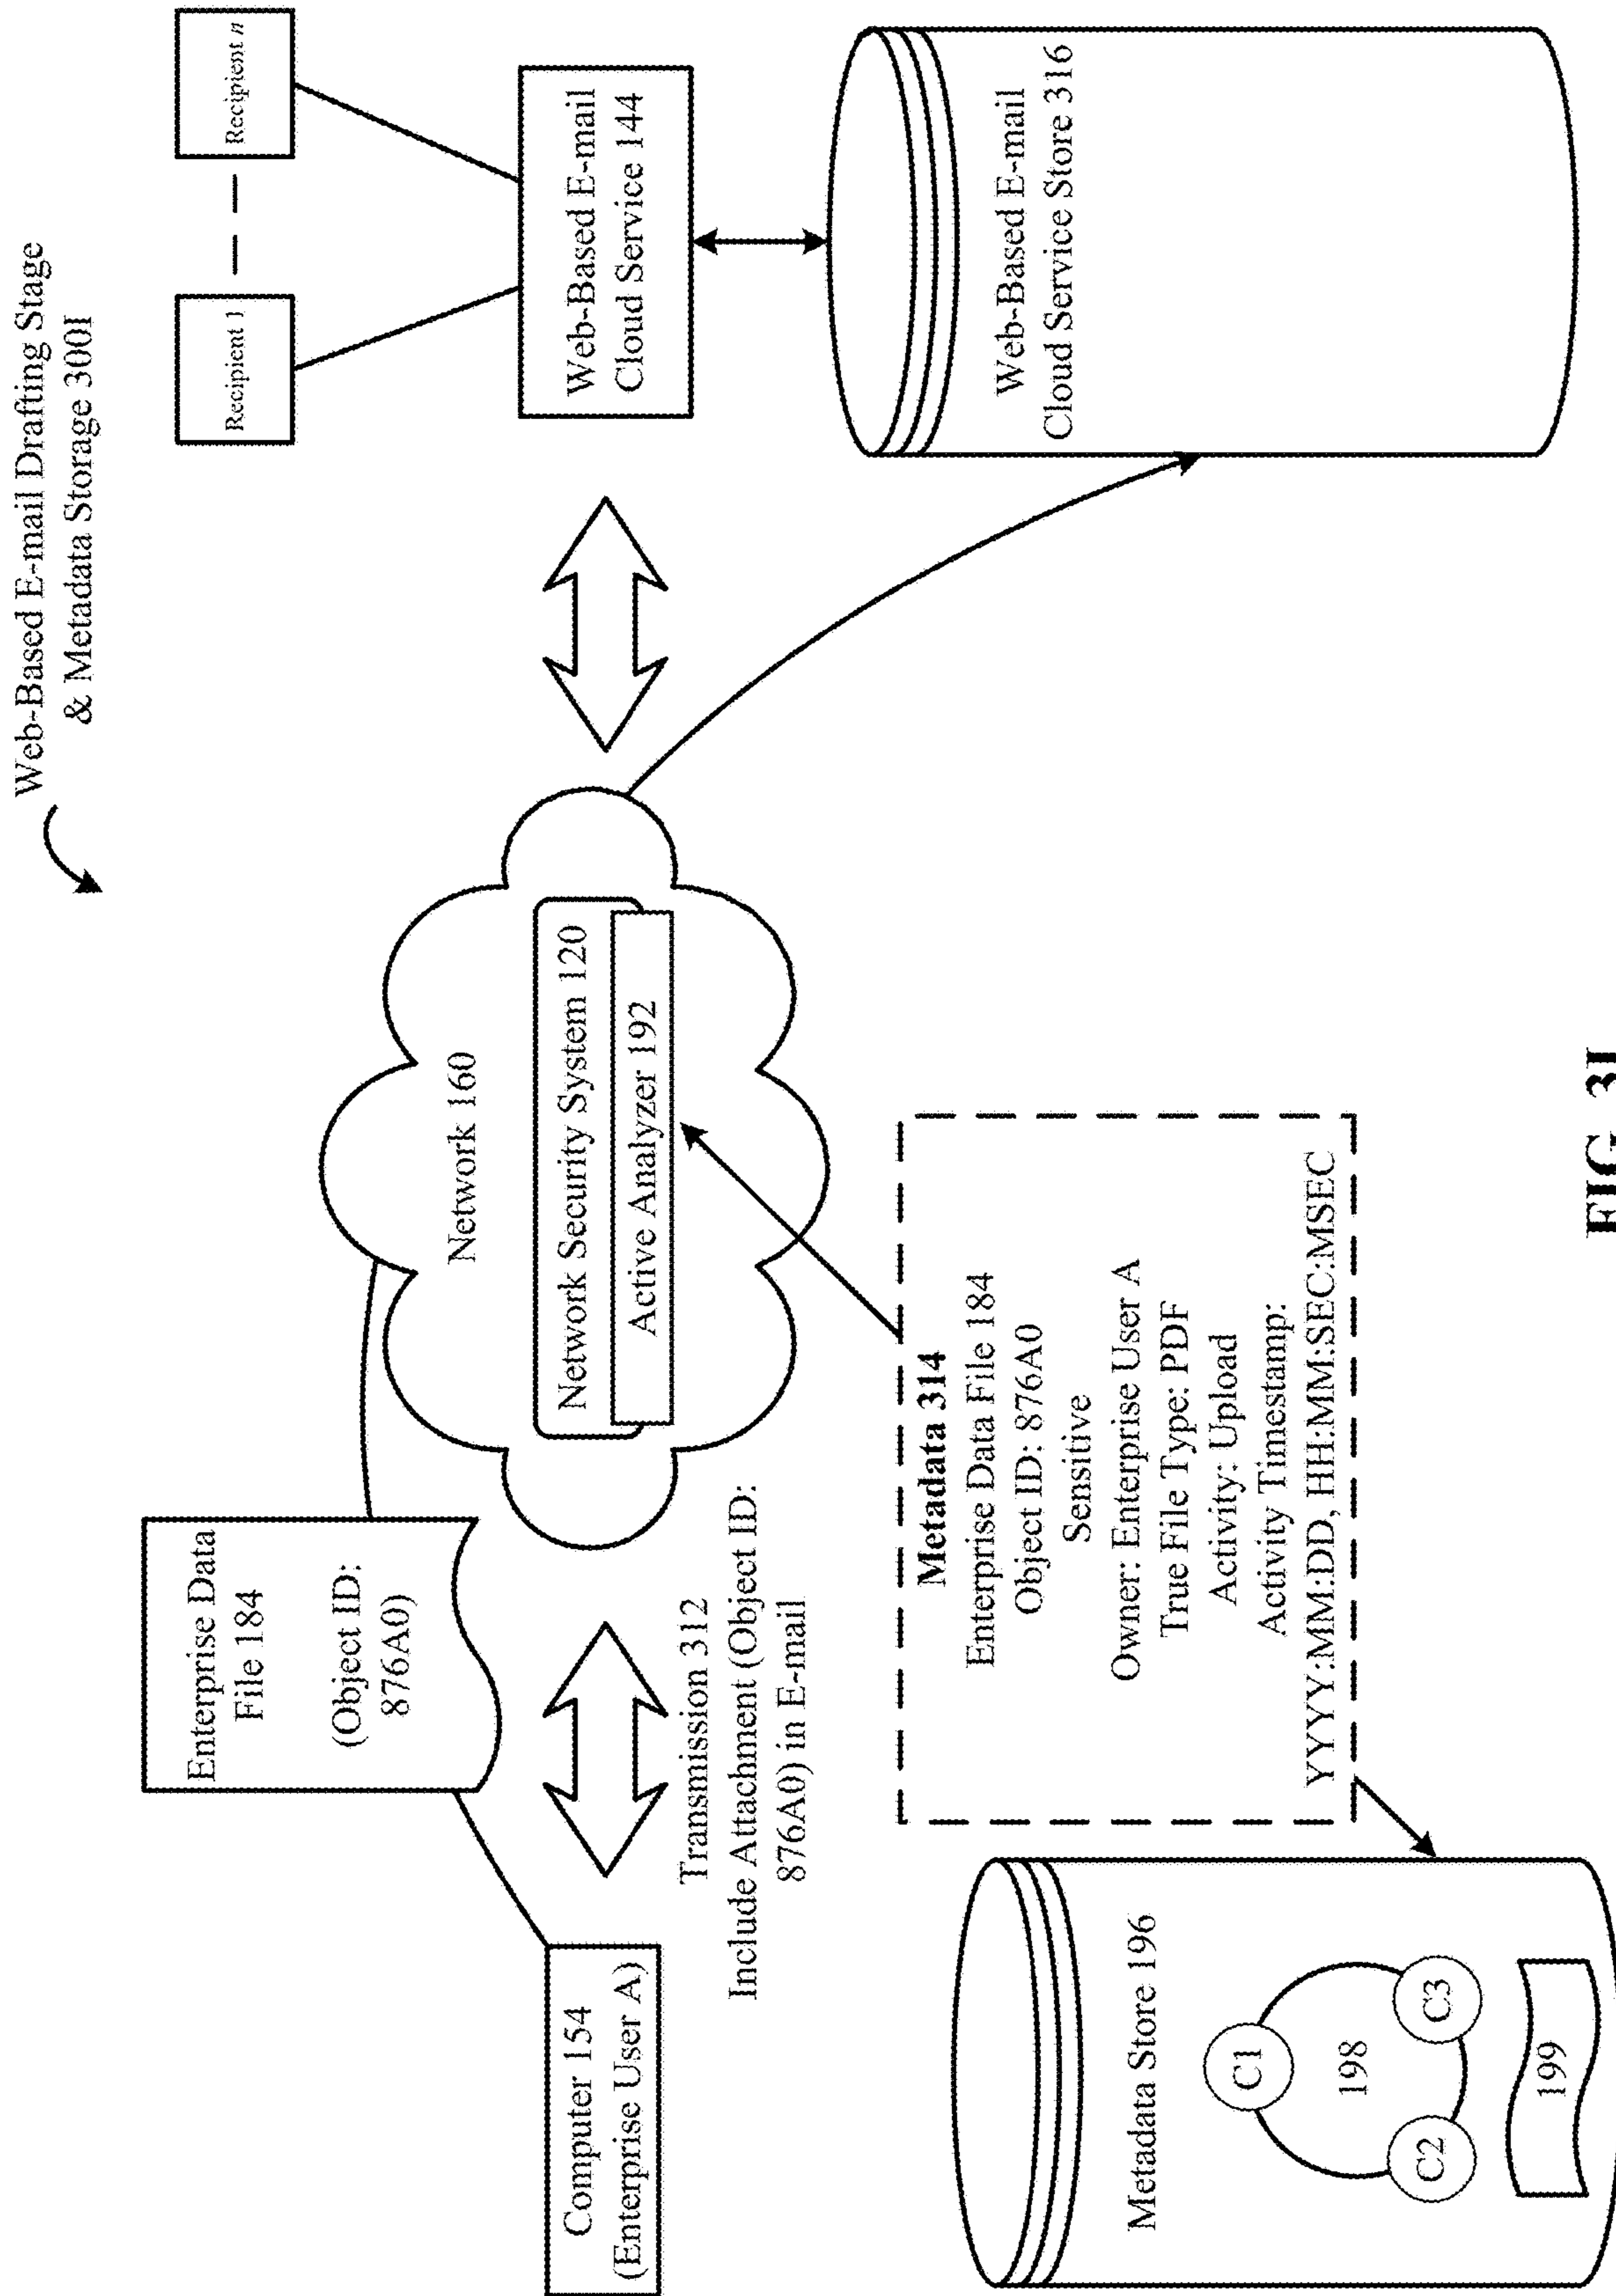 Web-Based E-mail Drafting Stage
& Metadata Storage 300I
Enterprise Data
File 184
(Object ID:
876A0)
Recipient 1
Recipient n
Network 160
Computer 154
(Enterprise User A)
Network Security System 120
Active Analyzer 192
Web-Based E-mail
Cloud Service 144
Transmission 312
Include Attachment (Object ID:
876A0) in E-mail
Metadata Store 196
C1
198
C2
C3
199
Metadata 314
Enterprise Data File 184
Object ID: 876A0
Sensitive
Owner: Enterprise User A
True File Type: PDF
Activity: Upload
Activity Timestamp:
YYYY:MM:DD, HH:MM:SEC:MSEC
Web-Based E-mail
Cloud Service Store 316
FIG. 3I